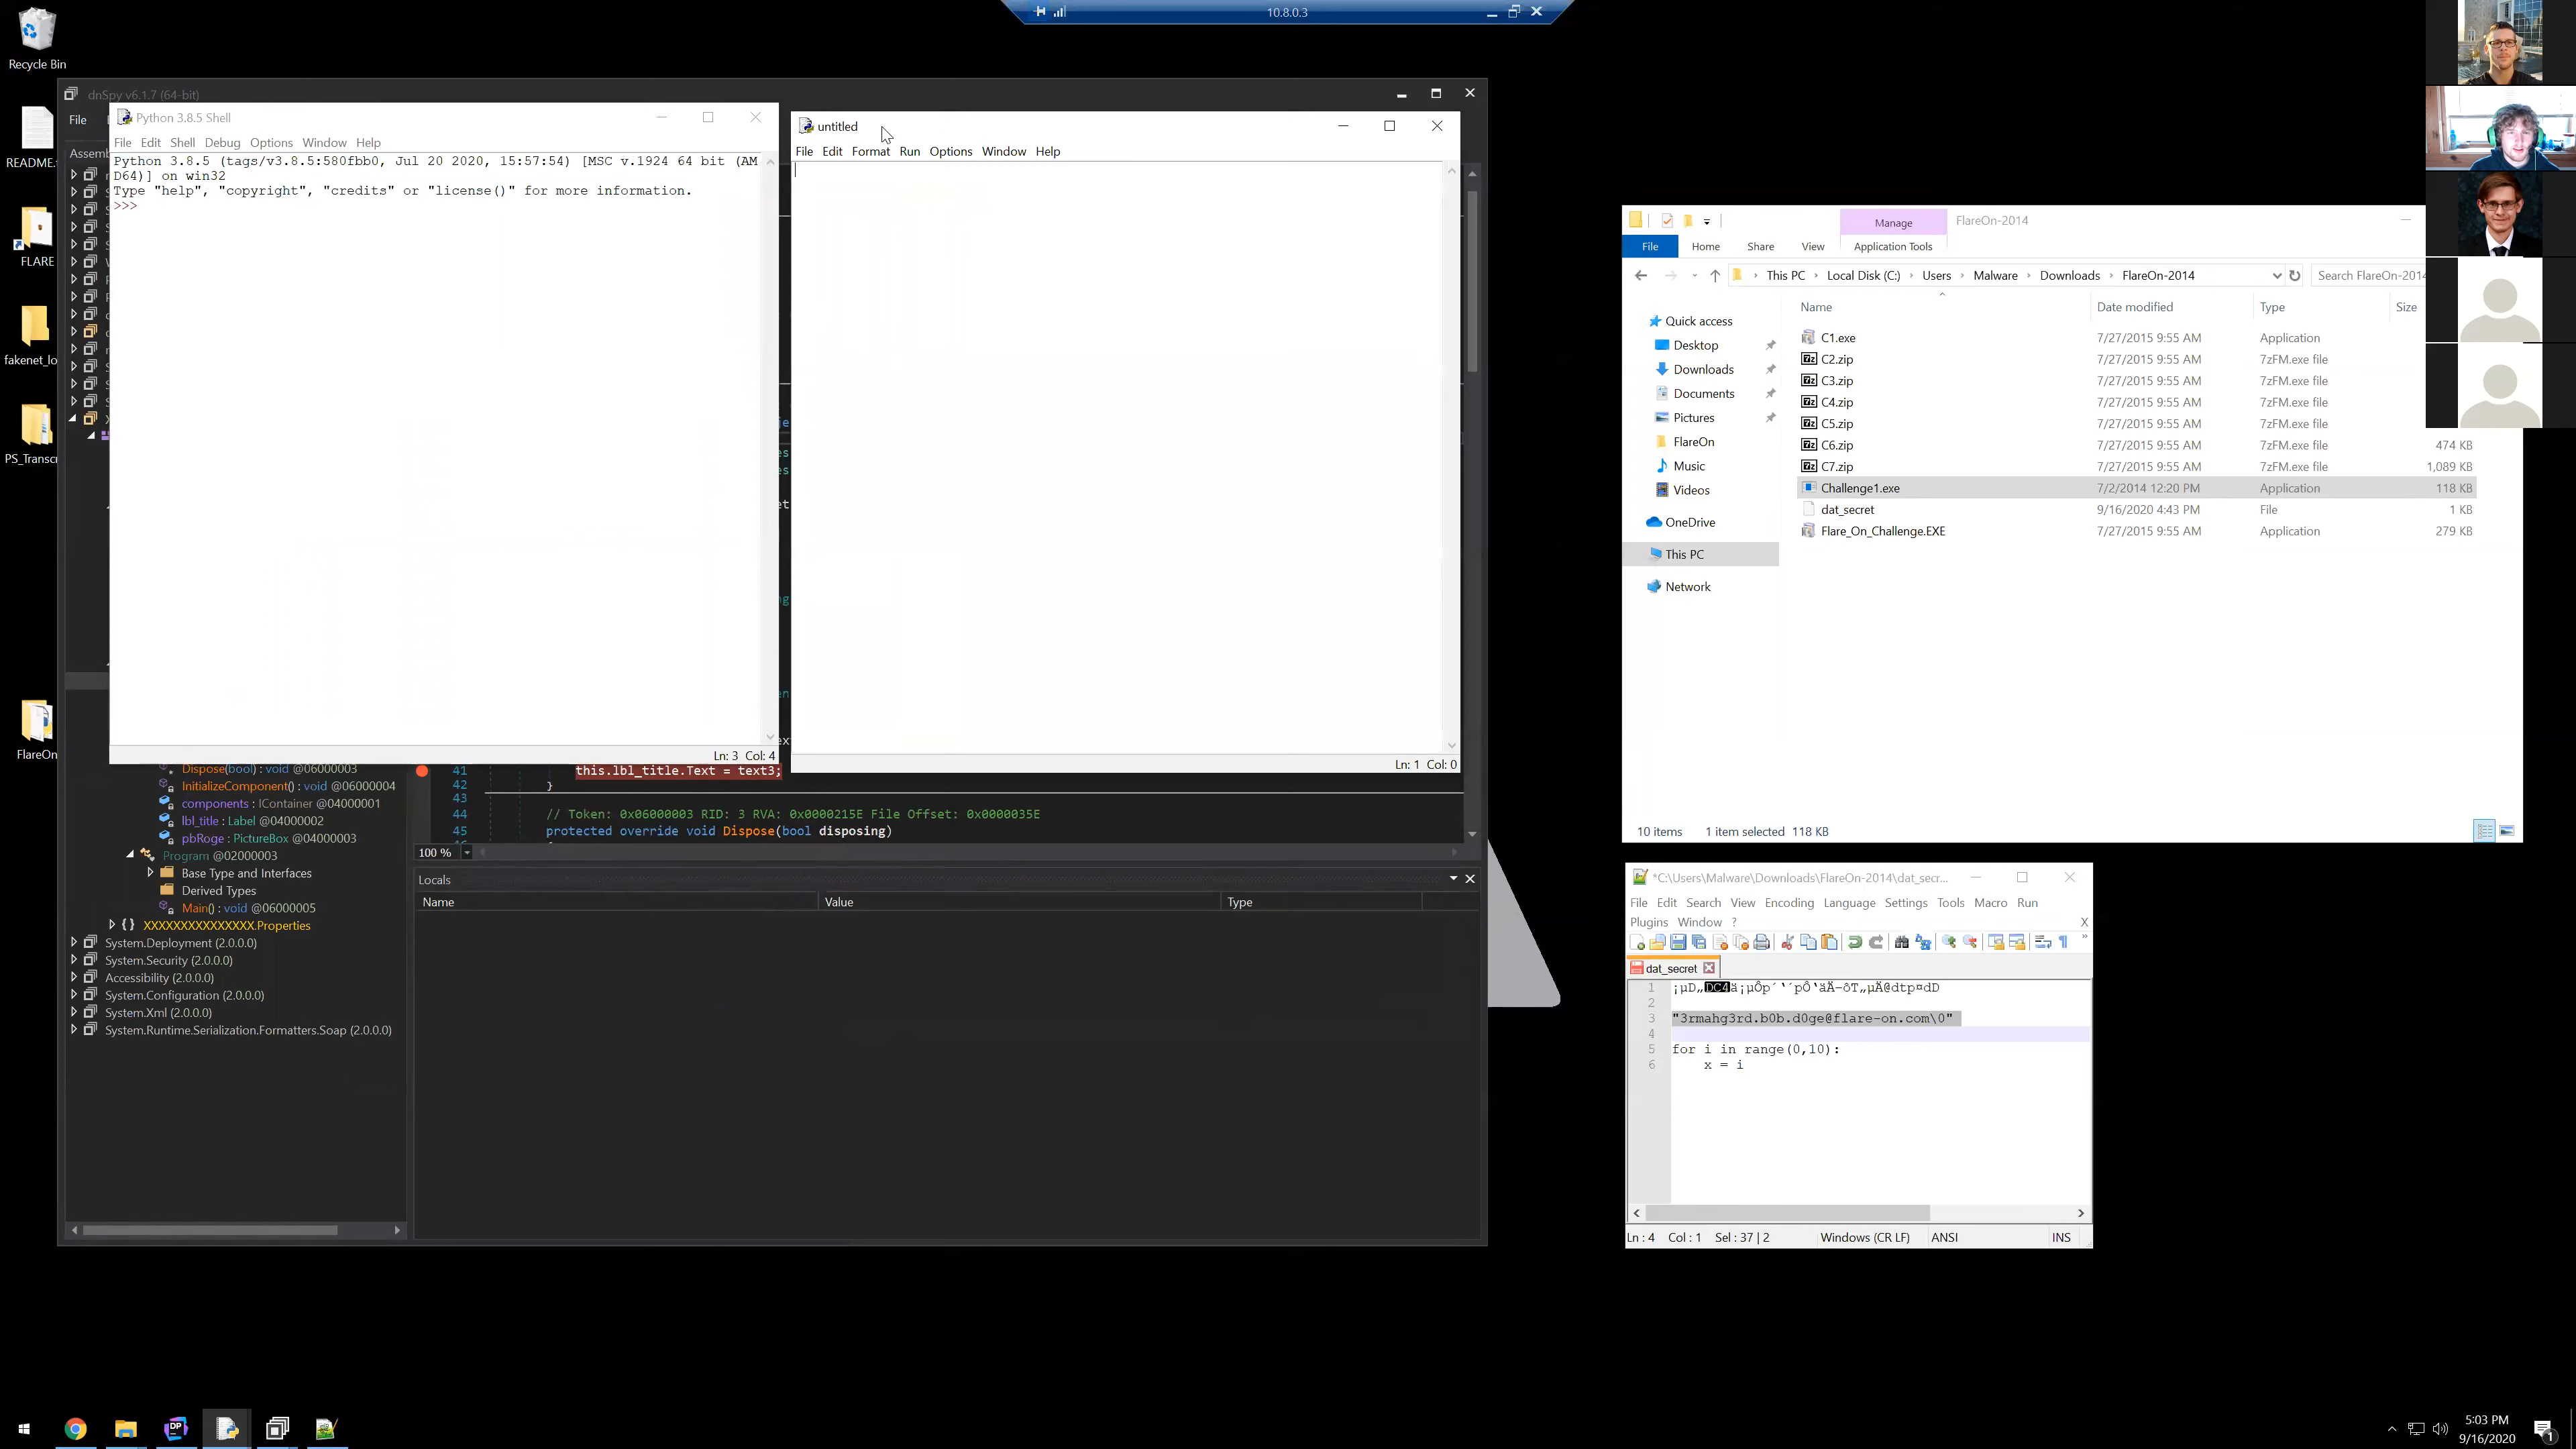 10.8.0.3
Recycle Bin
dnSpy v6.1.7 (64-bit)
File
README.
Assemb
FLARE
fakenet_lo
PS_Transcr
FlareOn
Python 3.8.5 Shell
File Edit Shell Debug Options Window Help
Python 3.8.5 (tags/v3.8.5:580fbb0, Jul 20 2020, 15:57:54) [MSC v.1924 64 bit (AM
D64)] on win32
Type "help", "copyright", "credits" or "license()" for more information.
>>>
Ln: 3 Col: 4
untitled
File Edit Format Run Options Window Help
Ln: 1 Col: 0
Dispose(bool) : void @06000003
InitializeComponent() : void @06000004
components : IContainer @04000001
lbl_title : Label @04000002
pbRoge : PictureBox @04000003
Program @02000003
Base Type and Interfaces
Derived Types
Main() : void @06000005
{ } XXXXXXXXXXXXXXX.Properties
System.Deployment (2.0.0.0)
System.Security (2.0.0.0)
Accessibility (2.0.0.0)
System.Configuration (2.0.0.0)
System.Xml (2.0.0.0)
System.Runtime.Serialization.Formatters.Soap (2.0.0.0)
41 this.lbl_title.Text = text3;
42 }
43
44 // Token: 0x06000003 RID: 3 RVA: 0x0000215E File Offset: 0x0000035E
45 protected override void Dispose(bool disposing)
100 %
Locals
Name Value Type
Manage FlareOn-2014
File Home Share View Application Tools
This PC > Local Disk (C:) > Users > Malware > Downloads > FlareOn-2014
Search FlareOn-2014
Name Date modified Type Size
Quick access
Desktop
Downloads
Documents
Pictures
FlareOn
Music
Videos
OneDrive
This PC
Network
C1.exe 7/27/2015 9:55 AM Application
C2.zip 7/27/2015 9:55 AM 7zFM.exe file
C3.zip 7/27/2015 9:55 AM 7zFM.exe file
C4.zip 7/27/2015 9:55 AM 7zFM.exe file
C5.zip 7/27/2015 9:55 AM 7zFM.exe file
C6.zip 7/27/2015 9:55 AM 7zFM.exe file 474 KB
C7.zip 7/27/2015 9:55 AM 7zFM.exe file 1,089 KB
Challenge1.exe 7/2/2014 12:20 PM Application 118 KB
dat_secret 9/16/2020 4:43 PM File 1 KB
Flare_On_Challenge.EXE 7/27/2015 9:55 AM Application 279 KB
10 items 1 item selected 118 KB
*C:\Users\Malware\Downloads\FlareOn-2014\dat_secr...
File Edit Search View Encoding Language Settings Tools Macro Run
Plugins Window ? X
dat_secret
1 ¡µD„DC4ä¡µÔp´‘´pÔ‘äÄ–ôT„µÄ@dtp¤dD
2
3 "3rmahg3rd.b0b.d0ge@flare-on.com\0"
4
5 for i in range(0,10):
6 x = i
Ln : 4 Col : 1 Sel : 37 | 2 Windows (CR LF) ANSI INS
5:03 PM
9/16/2020